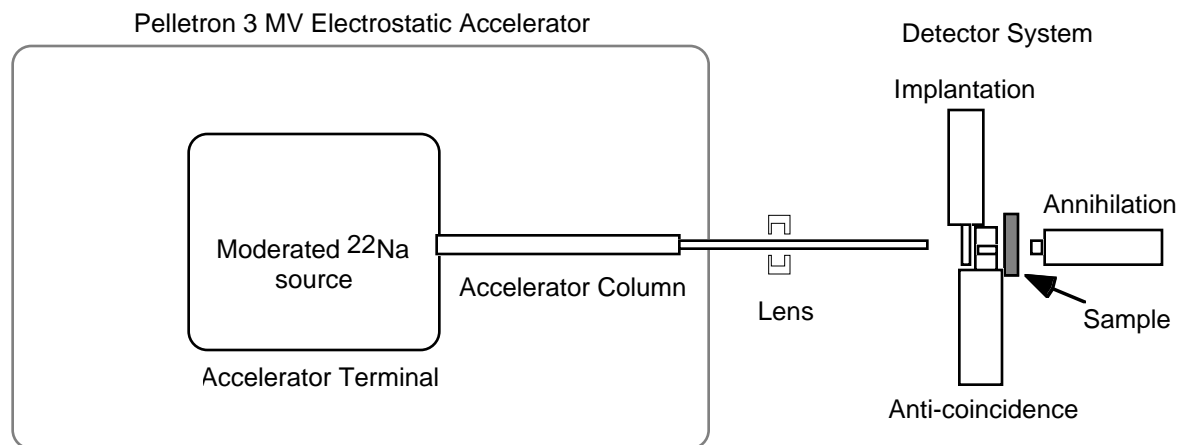 Pelletron 3 MV Electrostatic Accelerator
Detector System
Implantation
Annihilation
Moderated 22Na
source
Accelerator Column
Lens
Sample
Accelerator Terminal
Anti-coincidence